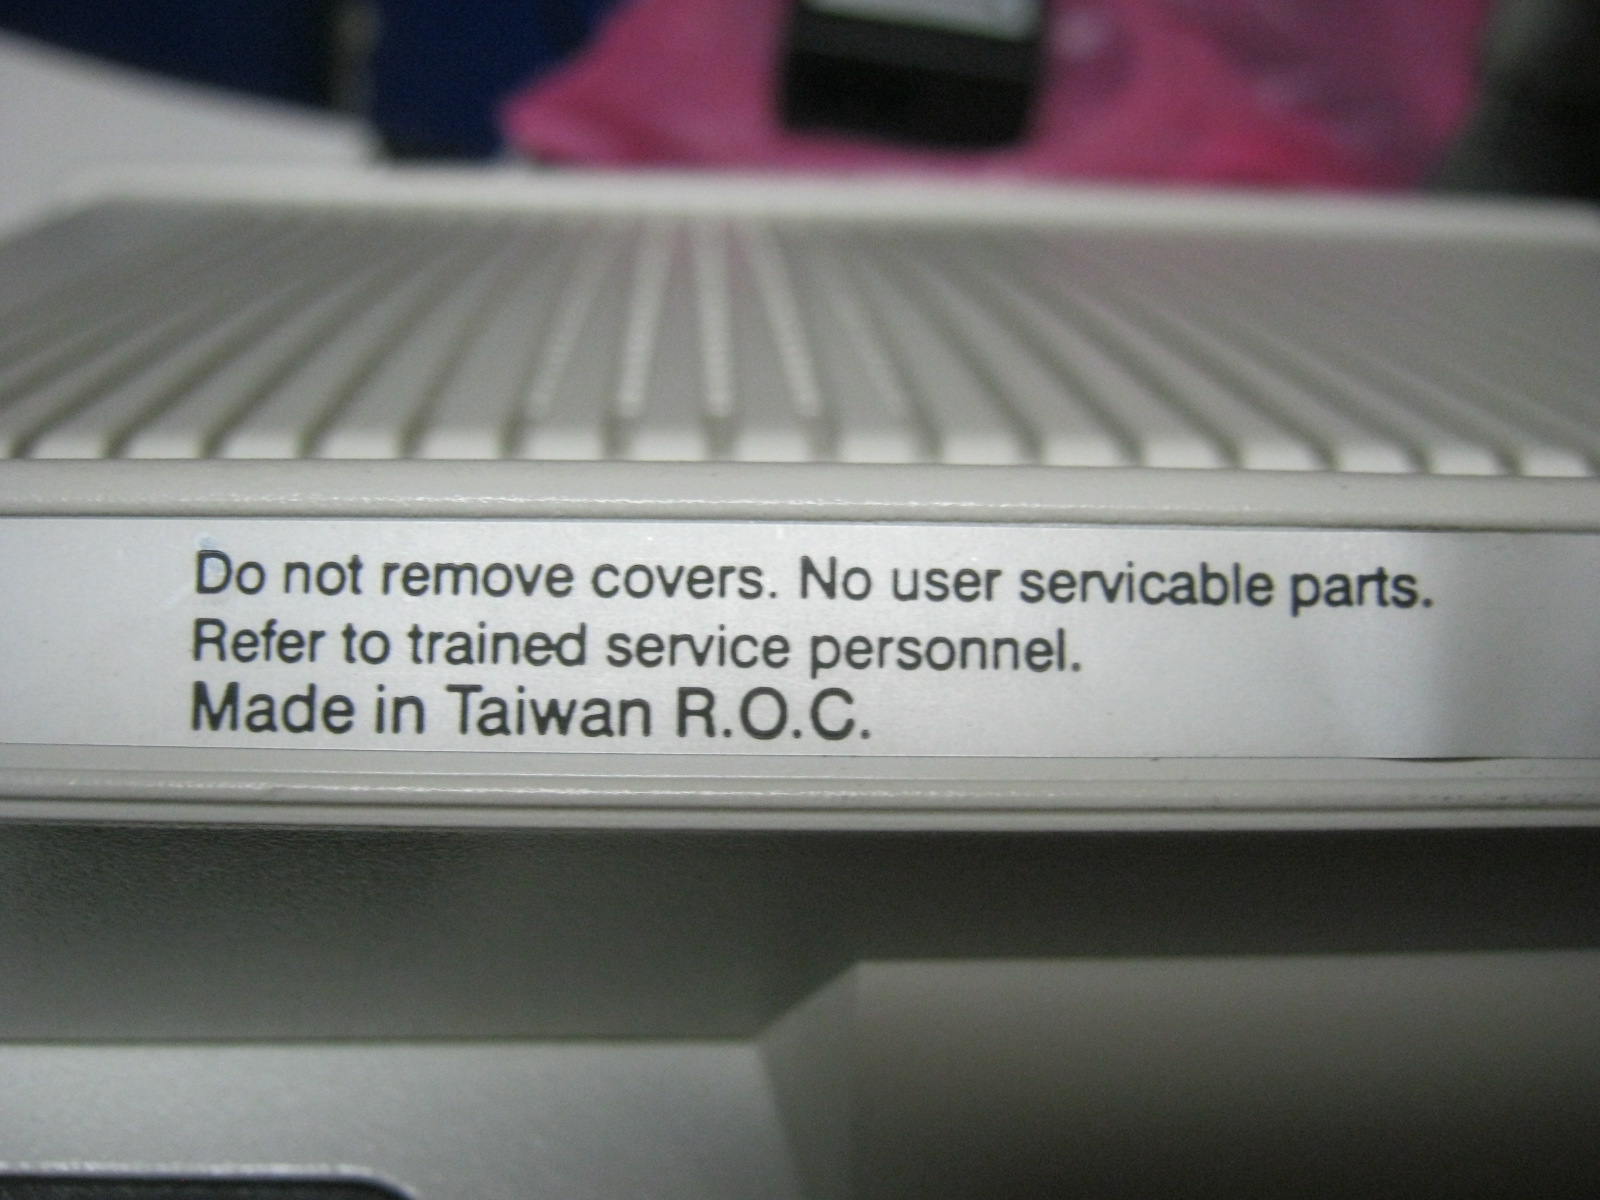 Do not remove covers. No user servicable parts.
Refer to trained service personnel.
Made in Taiwan R.O.C.